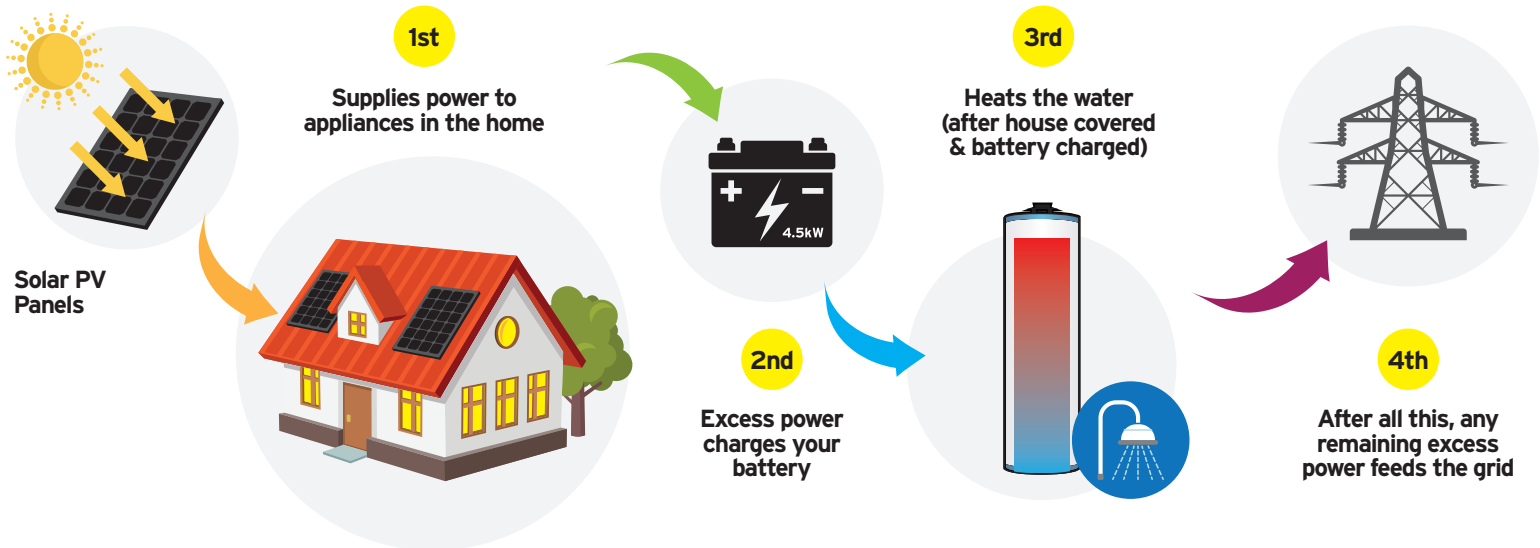 Solar PV
Panels
1st
Supplies power to
appliances in the home
+ −
4.5kW
2nd
Excess power
charges your
battery
3rd
Heats the water
(after house covered
& battery charged)
4th
After all this, any
remaining excess
power feeds the grid